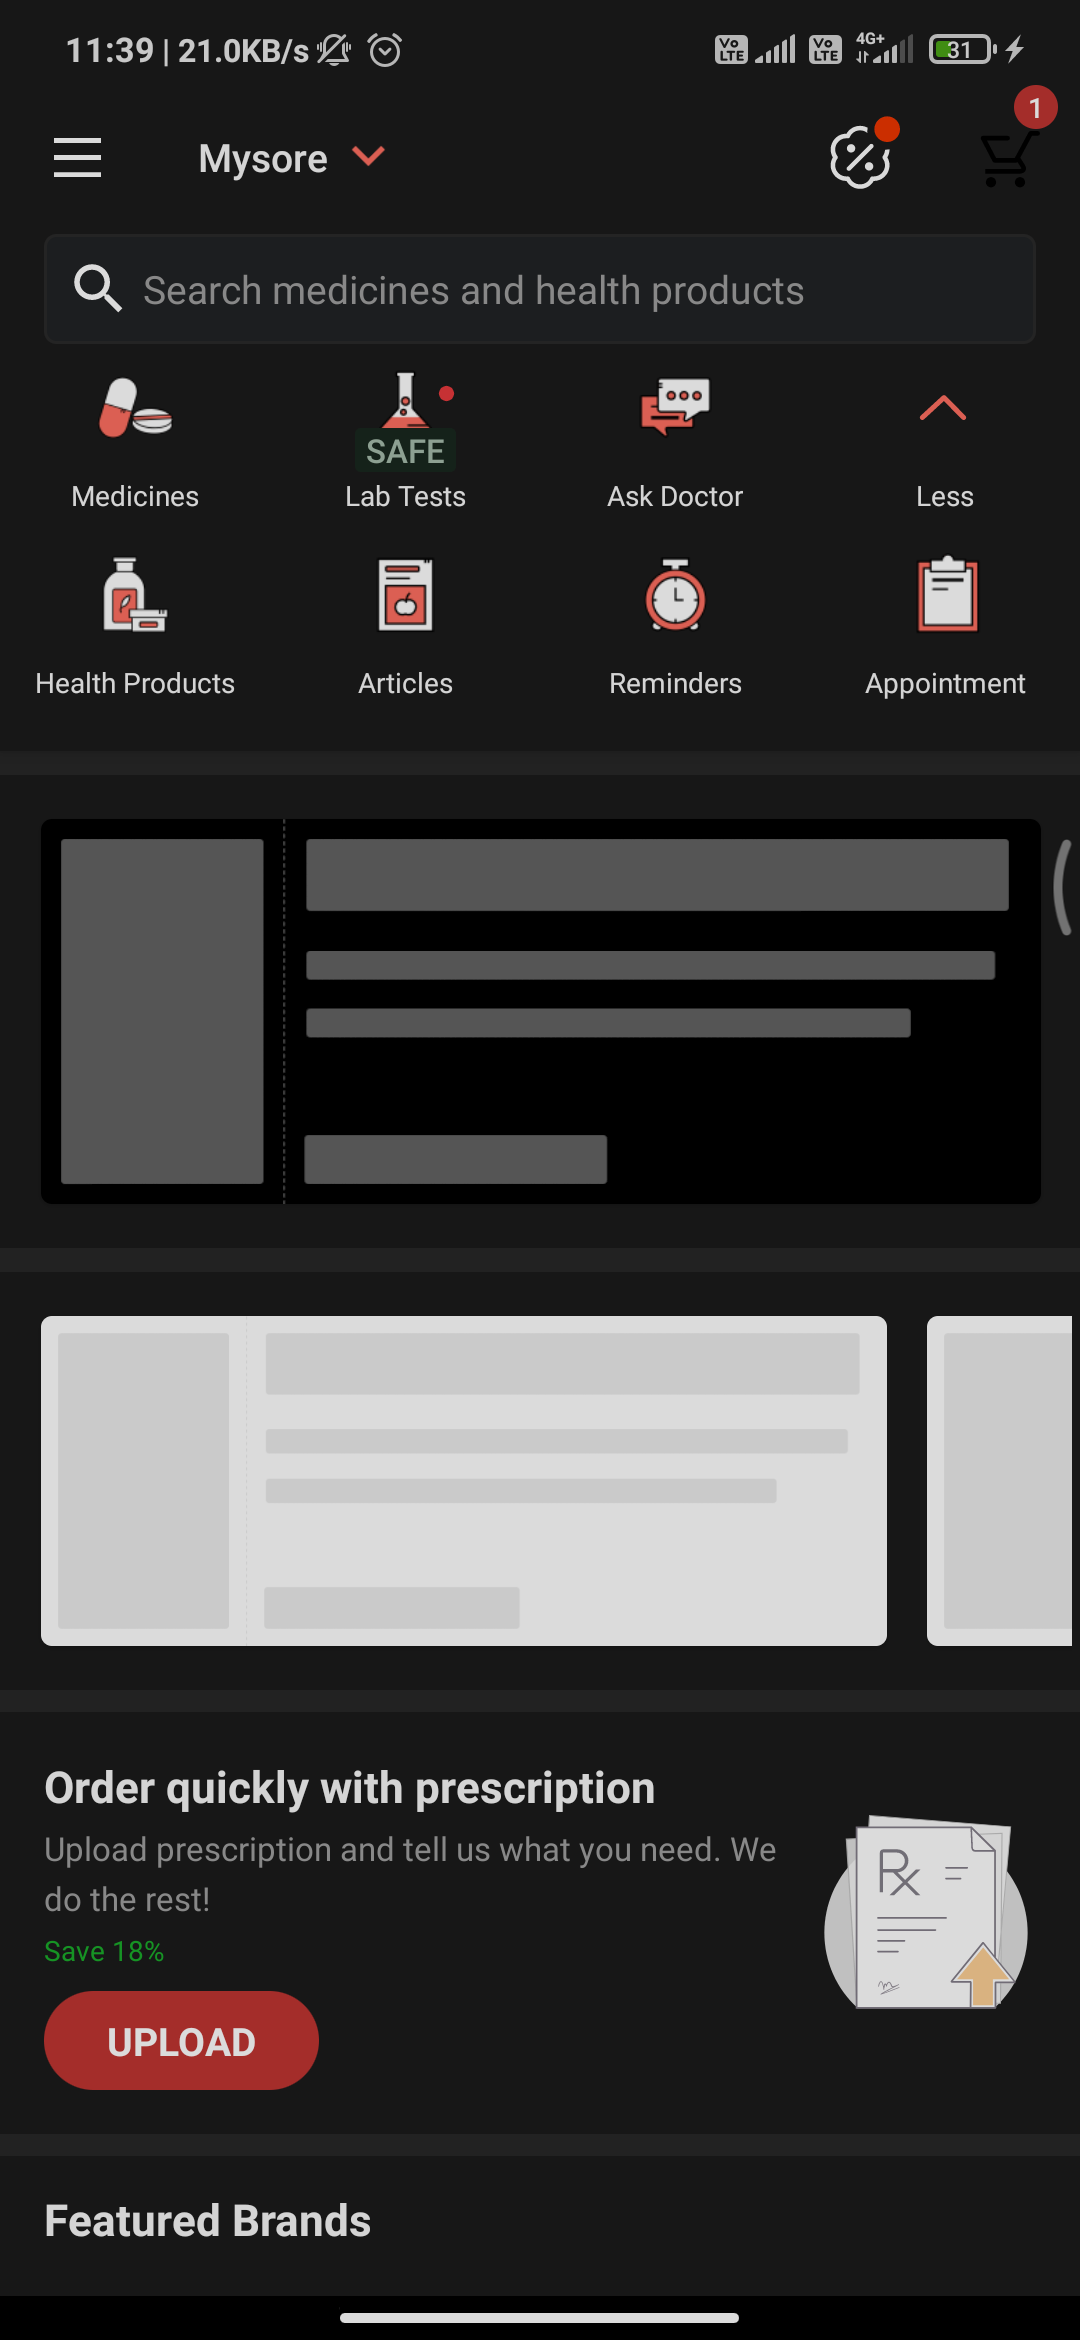 11:39 | 21.0KB/s
Vo LTE
Vo LTE
4G+
31
1
Mysore
Search medicines and health products
SAFE
Medicines
Lab Tests
Ask Doctor
Less
Health Products
Articles
Reminders
Appointment
Order quickly with prescription
Upload prescription and tell us what you need. We
do the rest!
Save 18%
Rx
UPLOAD
Featured Brands